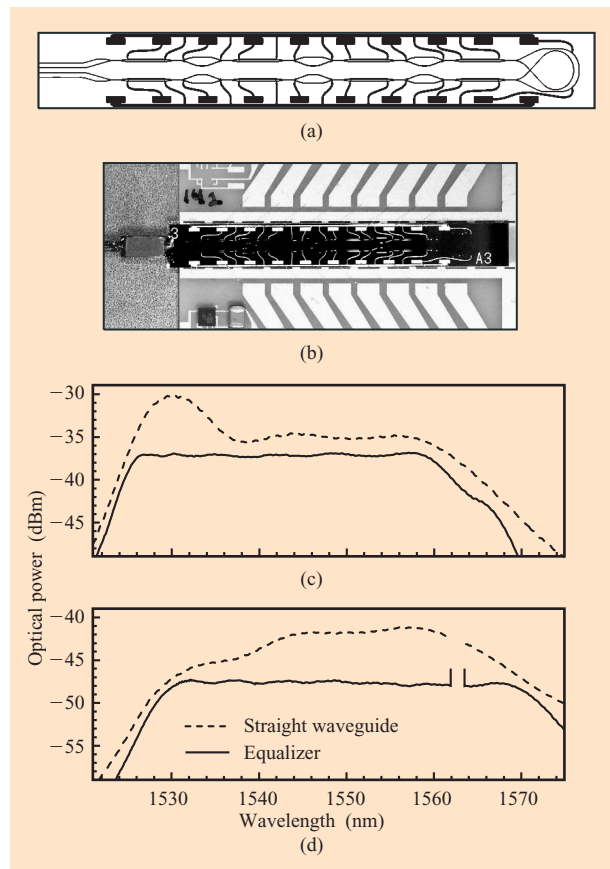 (a)
3
A3
(b)
−30
−35
−40
−45
(c)
Optical power (dBm)
−40
−45
−50
−55
Straight waveguide
Equalizer
1530 1540 1550 1560 1570
Wavelength (nm)
(d)